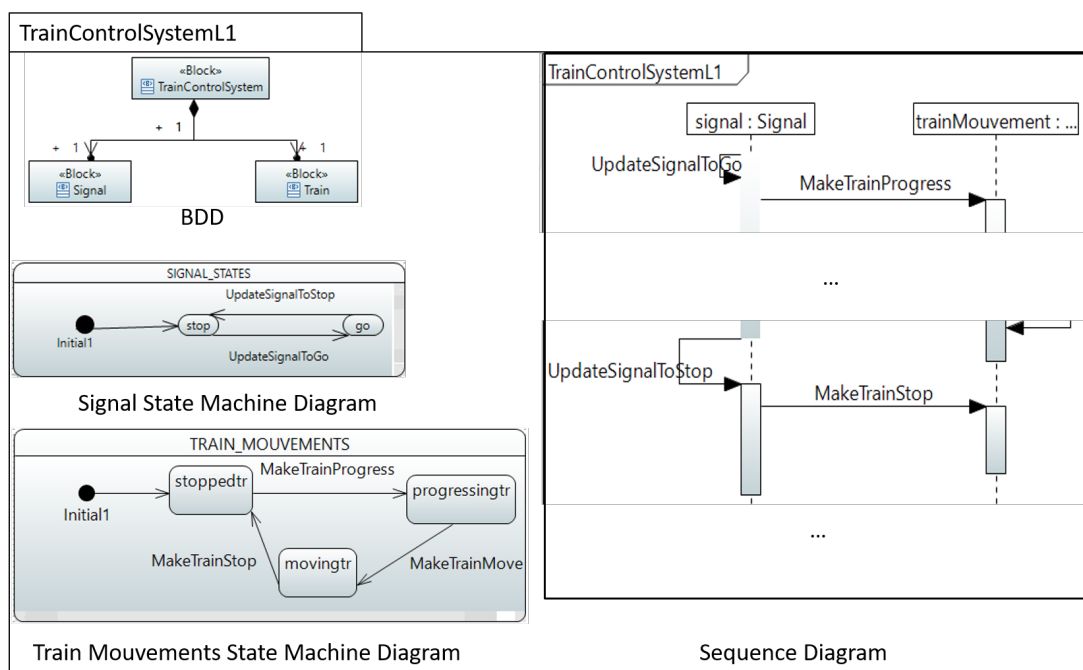 TrainControlSystemL1
«Block»
TrainControlSystem
+ 1
+ 1
+ 1
«Block»
Signal
«Block»
Train
BDD
SIGNAL_STATES
UpdateSignalToStop
stop
go
Initial1
UpdateSignalToGo
Signal State Machine Diagram
TRAIN_MOUVEMENTS
MakeTrainProgress
stoppedtr
progressingtr
Initial1
MakeTrainStop
movingtr
MakeTrainMove
Train Mouvements State Machine Diagram
TrainControlSystemL1
signal : Signal
trainMouvement : ...
UpdateSignalToGo
MakeTrainProgress
...
UpdateSignalToStop
MakeTrainStop
...
Sequence Diagram